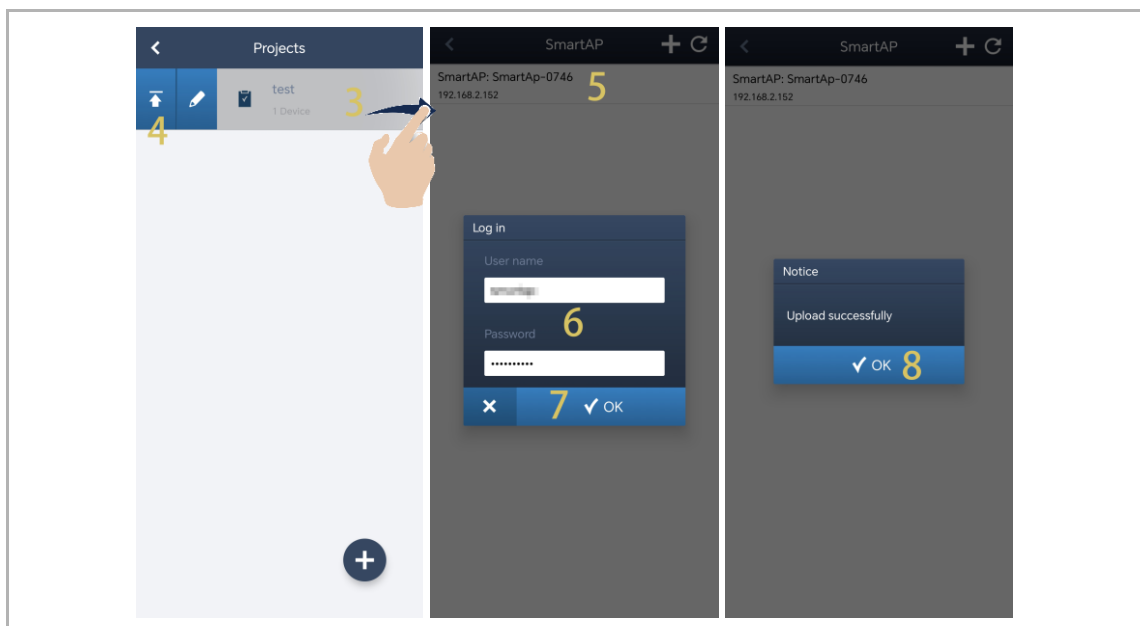 Projects
test
1 Device
3
4
SmartAP
SmartAP: SmartAp-0746
192.168.2.152
5
Log in
User name
6
Password
••••••••••
7
OK
SmartAP
SmartAP: SmartAp-0746
192.168.2.152
Notice
Upload successfully
OK
8